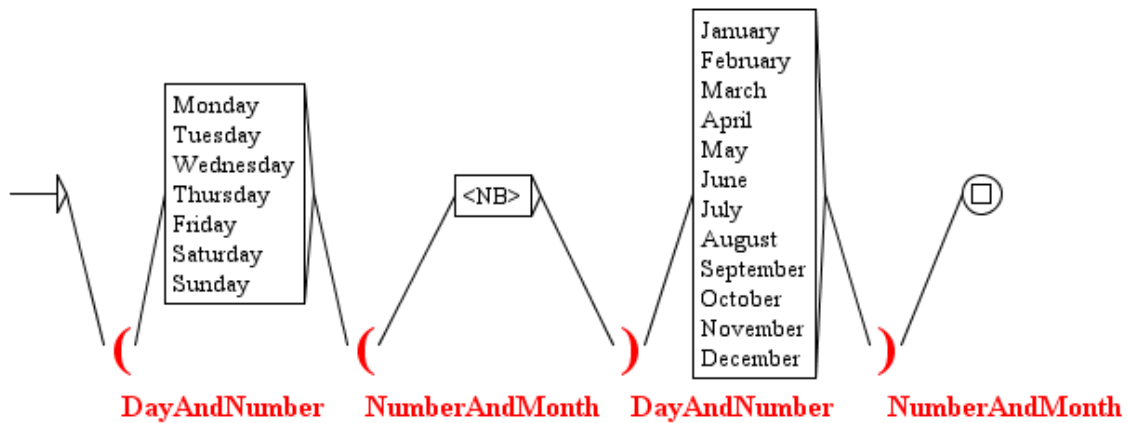 Monday
Tuesday
Wednesday
Thursday
Friday
Saturday
Sunday
<NB>
January
February
March
April
May
June
July
August
September
October
November
December
( ( ) )
DayAndNumber NumberAndMonth DayAndNumber NumberAndMonth